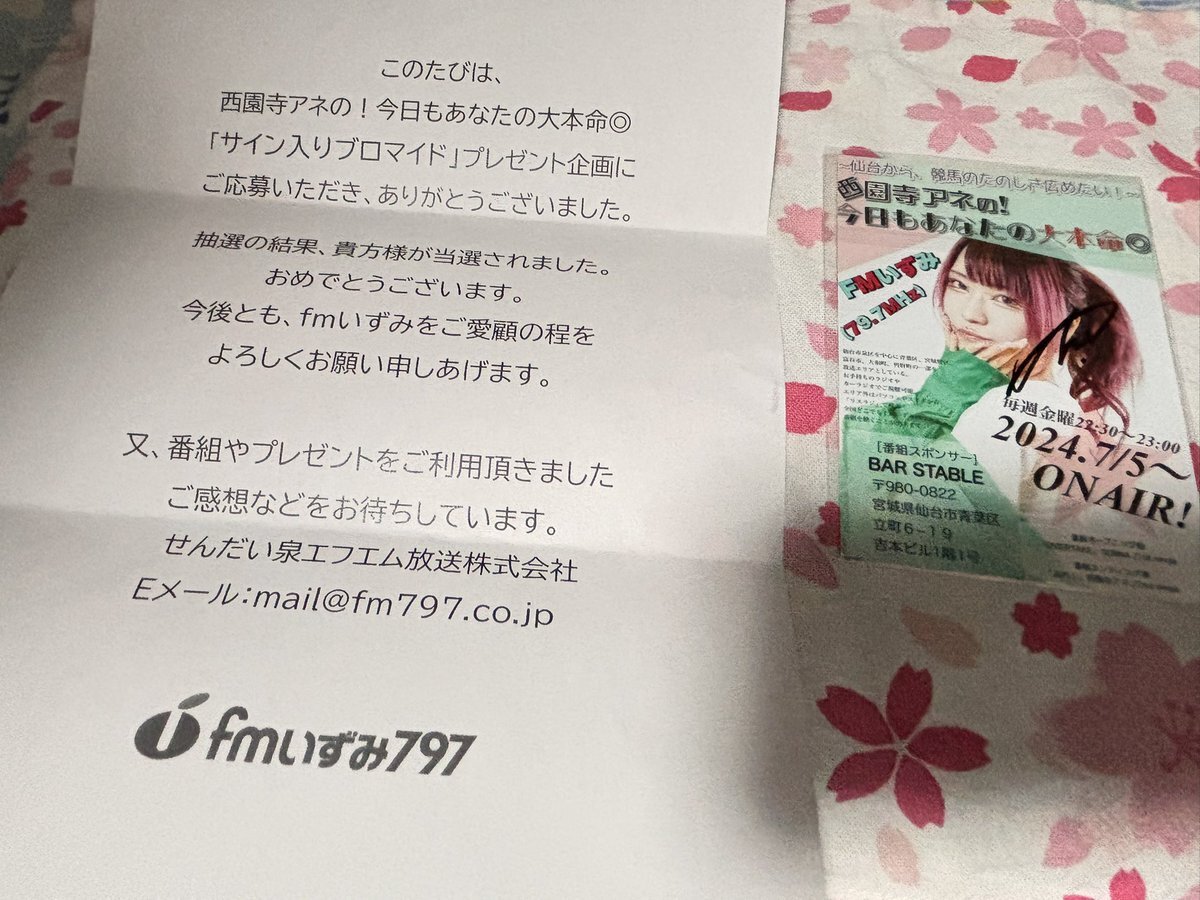 このたびは、
西園寺アネの！今日もあなたの大本命◎
「サイン入りブロマイド」プレゼント企画に
ご応募いただき、ありがとうございました。
抽選の結果、貴方様が当選されました。
おめでとうございます。
今後とも、fmいずみをご愛顧の程を
よろしくお願い申しあげます。
又、番組やプレゼントをご利用頂きました
ご感想などをお待ちしています。
せんだい泉エフエム放送株式会社
Eメール：mail@fm797.co.jp
fmいずみ797
~仙台から、競馬のたのしさ広めたい！~
西園寺アネの!
今日もあなたの大本命◎
FMいずみ
(79.7MHz)
毎週金曜22:30～23:00
2024.7/5～
ONAIR!
[番組スポンサー]
BAR STABLE
〒980-0822
宮城県仙台市青葉区
立町6-19
吉本ビル1階1号